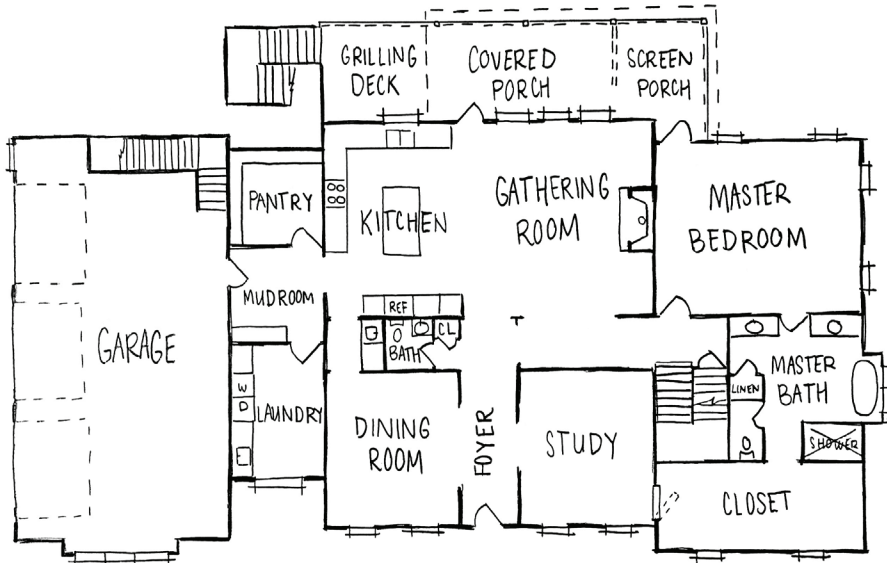 GRILLING
DECK
COVERED
PORCH
SCREEN
PORCH
PANTRY
KITCHEN
GATHERING
ROOM
MASTER
BEDROOM
MUDROOM
REF
GARAGE
BATH
CL
MASTER
BATH
LINEN
W
D
LAUNDRY
DINING
ROOM
FOYER
STUDY
SHOWER
CLOSET